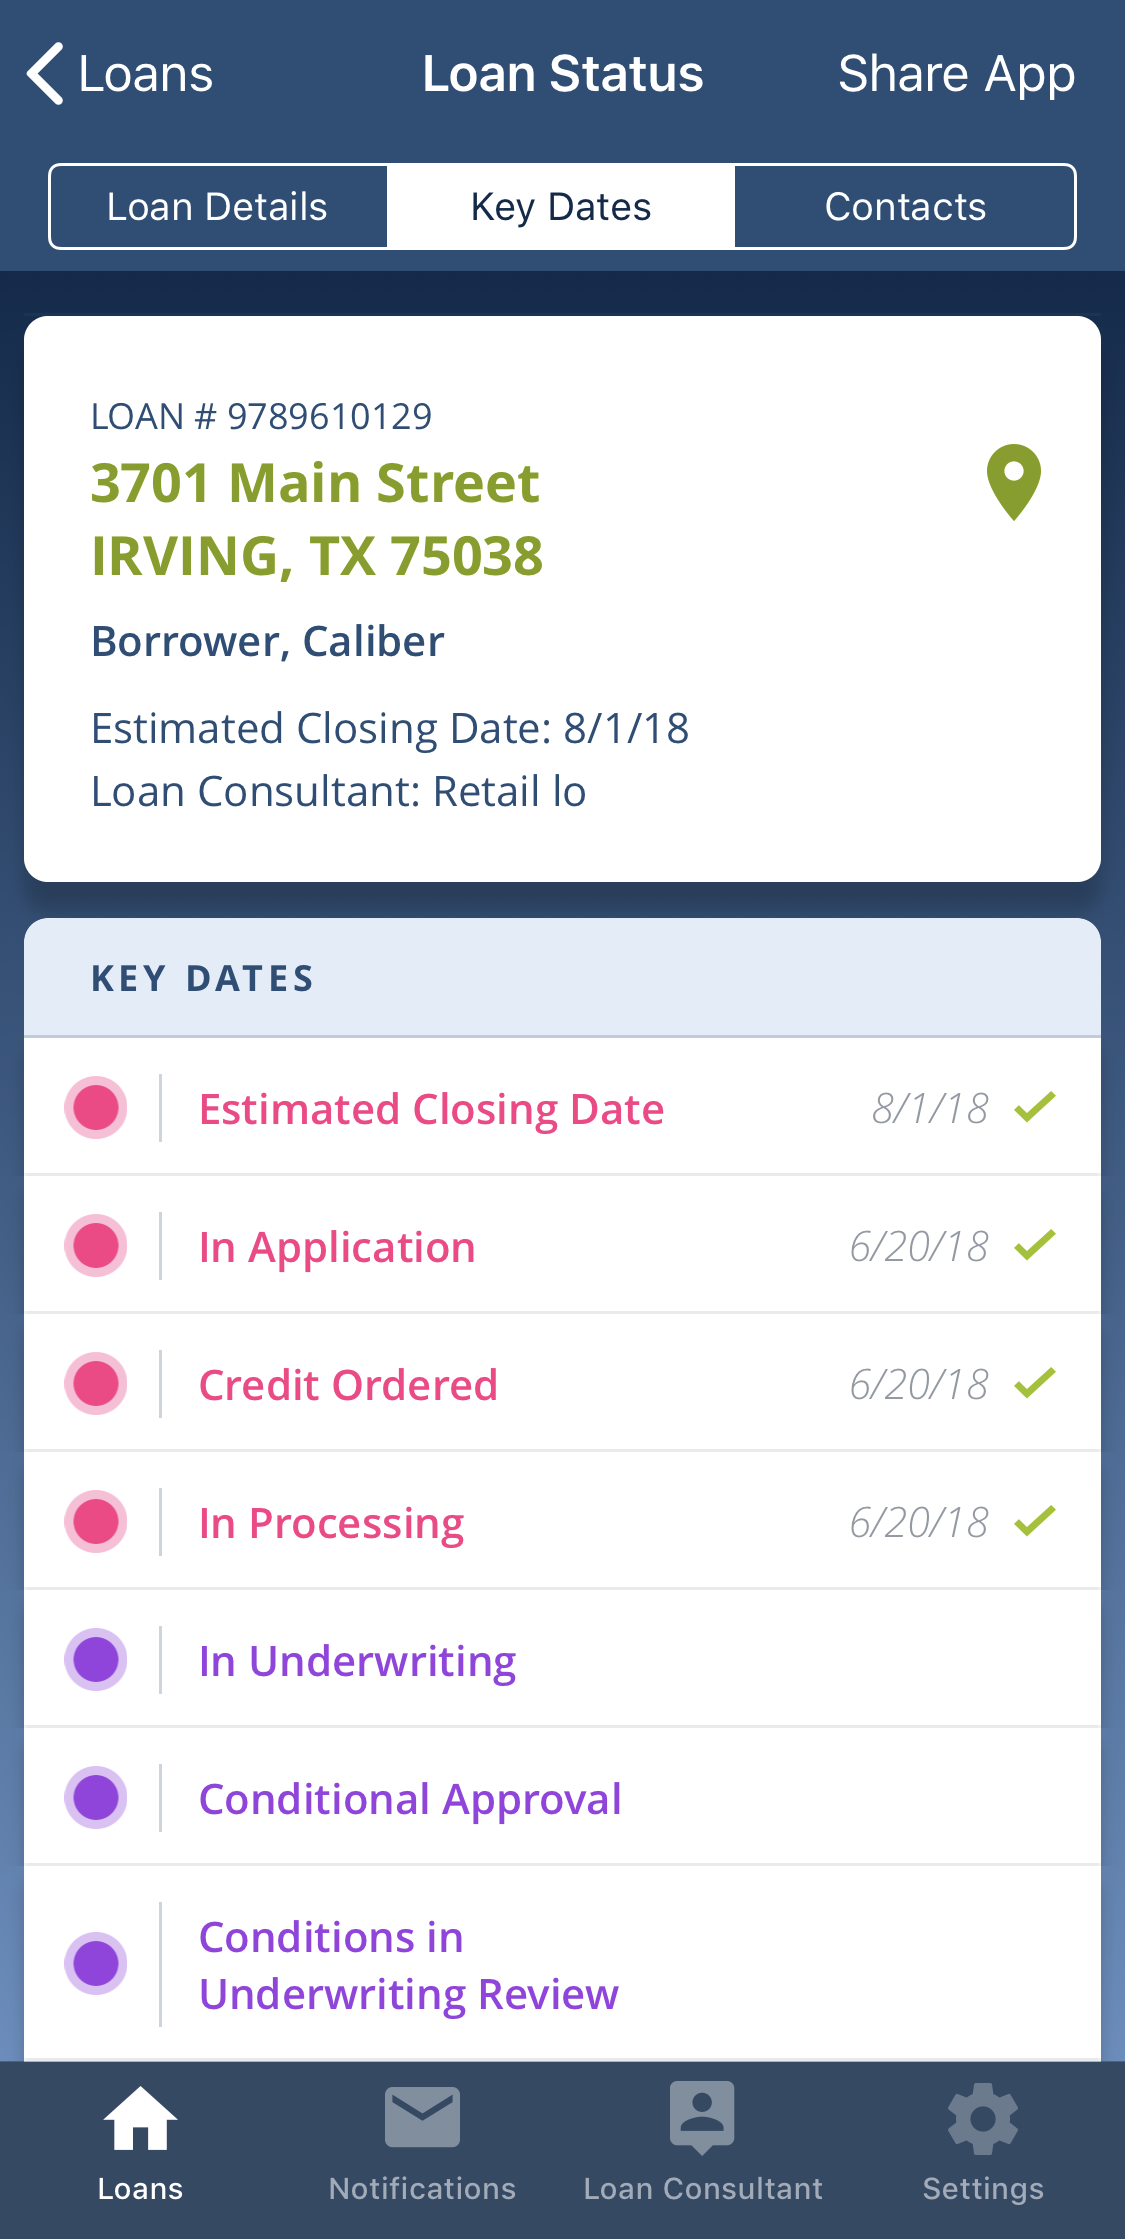 Loans
Loan Status
Share App
Loan Details
Key Dates
Contacts
LOAN # 9789610129
3701 Main Street
IRVING, TX 75038
Borrower, Caliber
Estimated Closing Date: 8/1/18
Loan Consultant: Retail lo
KEY DATES
Estimated Closing Date 8/1/18
In Application 6/20/18
Credit Ordered 6/20/18
In Processing 6/20/18
In Underwriting
Conditional Approval
Conditions in
Underwriting Review
Loans
Notifications
Loan Consultant
Settings